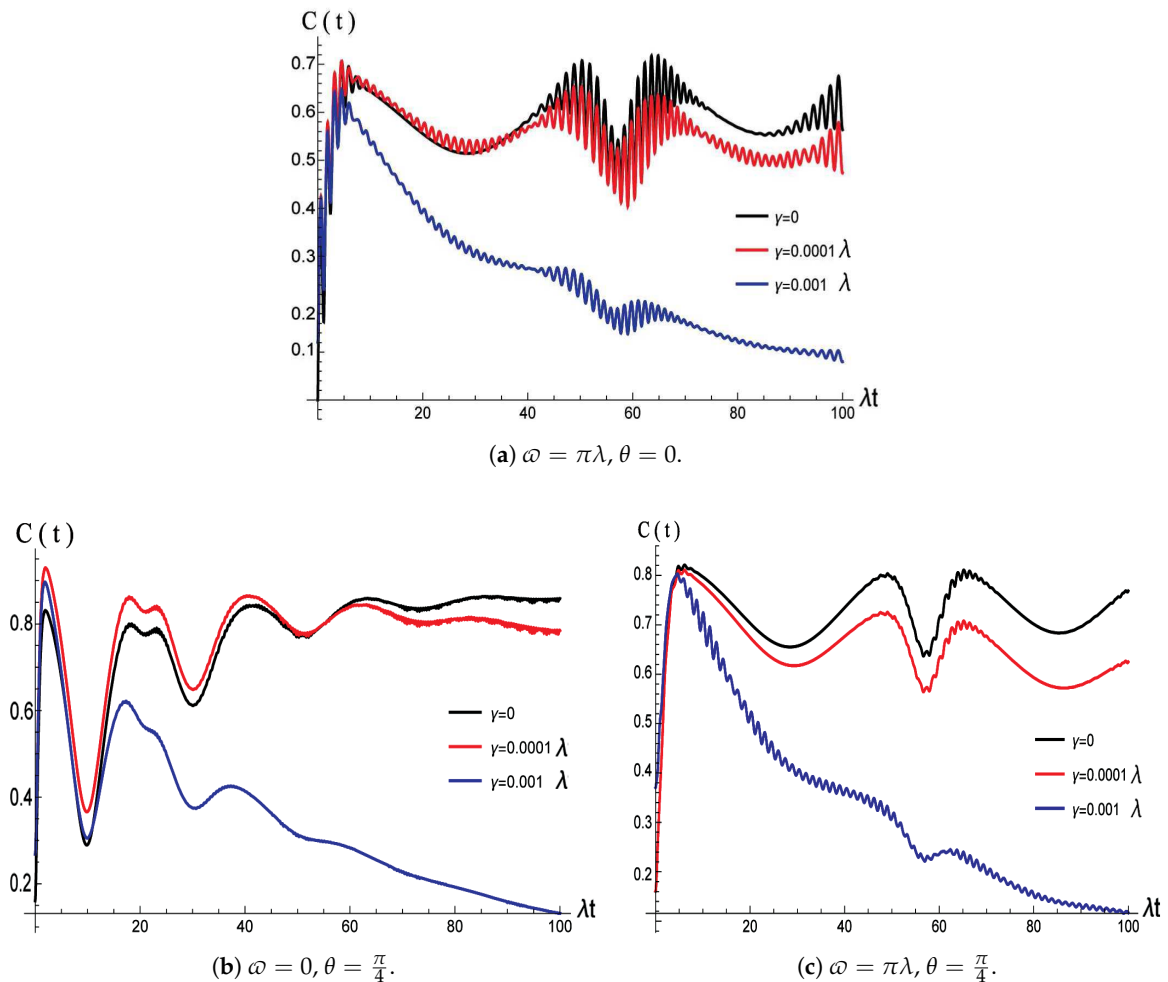 C(t)
0.7
0.6
0.5
0.4
0.3
0.2
0.1
γ=0
γ=0.0001 λ
γ=0.001 λ
20 40 60 80 100 λt
(a) ϖ = πλ, θ = 0.
C(t)
0.8
0.6
0.4
0.2
γ=0
γ=0.0001 λ
γ=0.001 λ
20 40 60 80 100 λt
(b) ϖ = 0, θ = π/4.
C(t)
0.8
0.7
0.6
0.5
0.4
0.3
0.2
γ=0
γ=0.0001 λ
γ=0.001 λ
20 40 60 80 100 λt
(c) ϖ = πλ, θ = π/4.